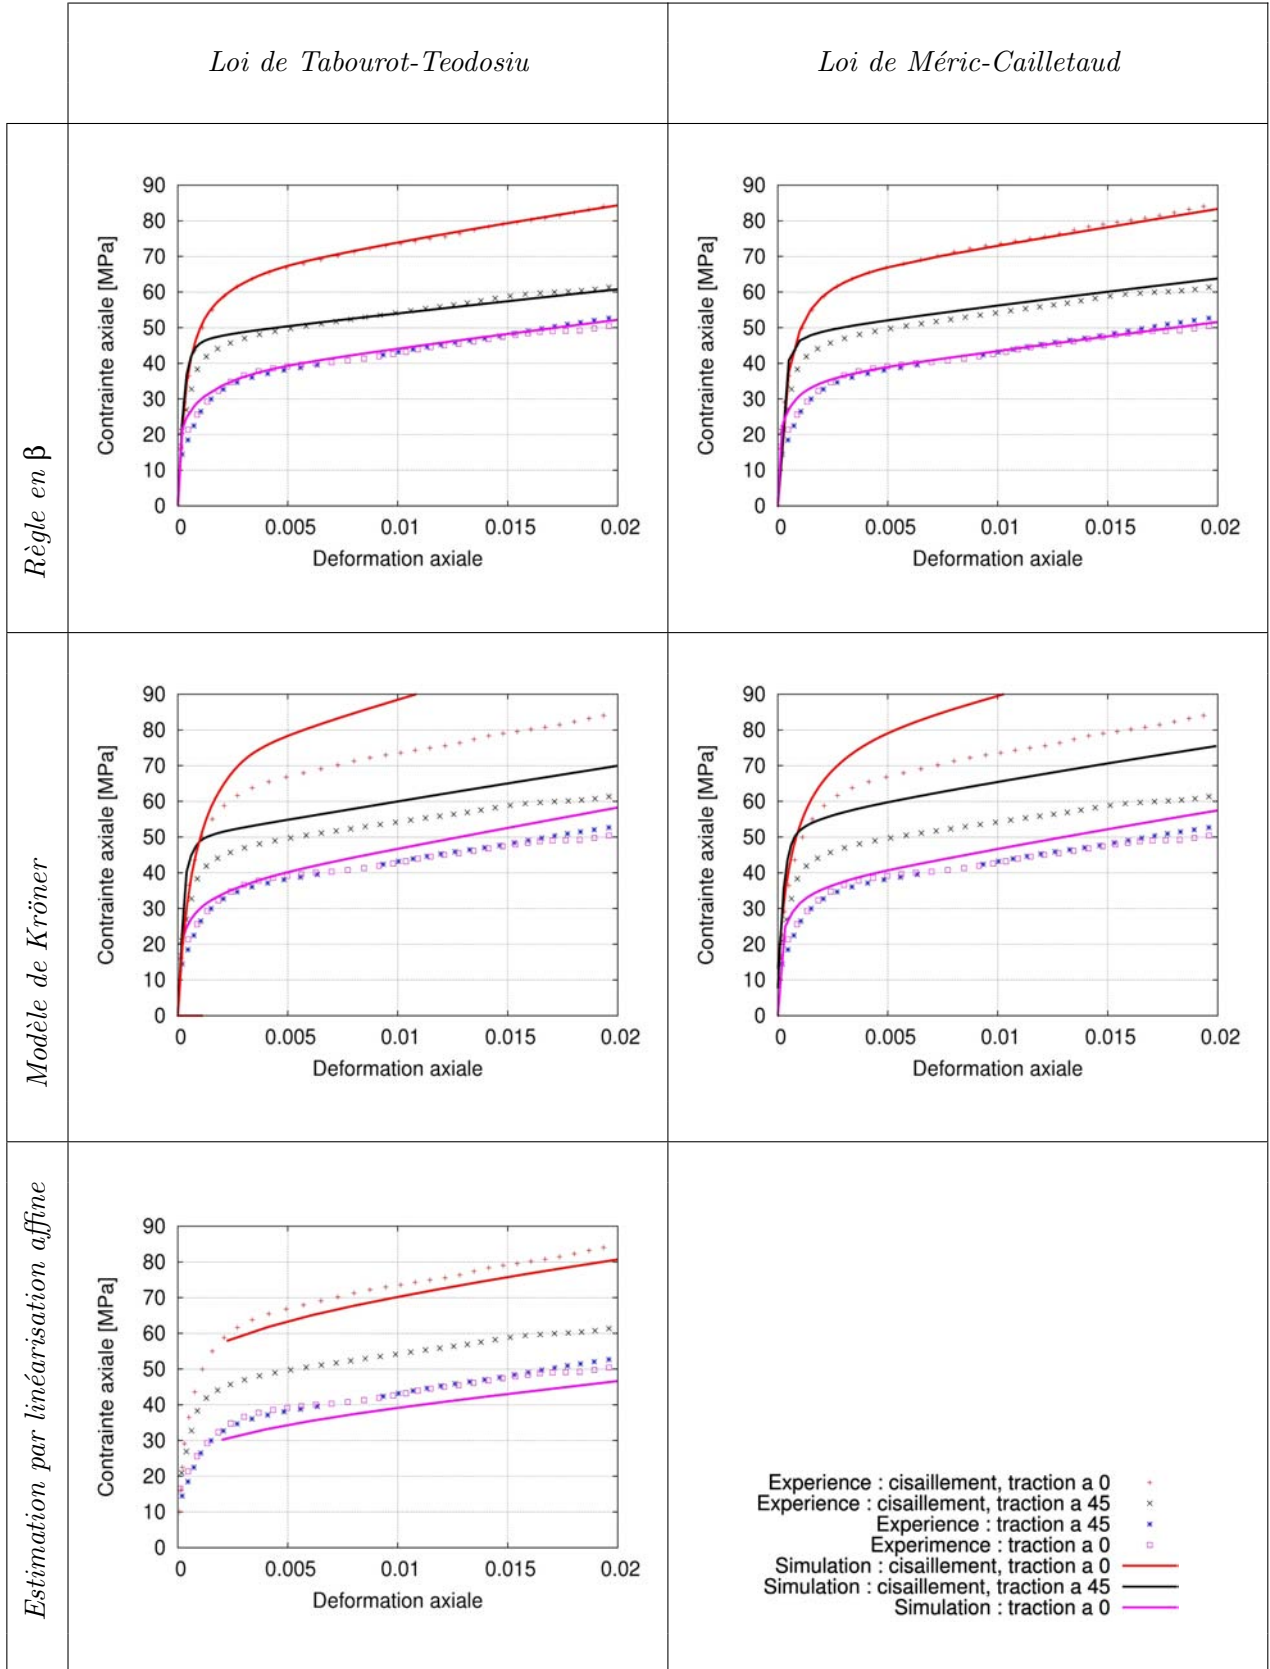 Loi de Tabourot-Teodosiu
Loi de Méric-Cailletaud
Règle en β
Contrainte axiale [MPa]
90
80
70
60
50
40
30
20
10
0
0 0.005 0.01 0.015 0.02
Deformation axiale
Contrainte axiale [MPa]
90
80
70
60
50
40
30
20
10
0
0 0.005 0.01 0.015 0.02
Deformation axiale
Modèle de Kröner
Contrainte axiale [MPa]
90
80
70
60
50
40
30
20
10
0
0 0.005 0.01 0.015 0.02
Deformation axiale
Contrainte axiale [MPa]
90
80
70
60
50
40
30
20
10
0
0 0.005 0.01 0.015 0.02
Deformation axiale
Estimation par linéarisation affine
Contrainte axiale [MPa]
90
80
70
60
50
40
30
20
10
0
0 0.005 0.01 0.015 0.02
Deformation axiale
Experience : cisaillement, traction a 0
Experience : cisaillement, traction a 45
Experience : traction a 45
Experimence : traction a 0
Simulation : cisaillement, traction a 0
Simulation : cisaillement, traction a 45
Simulation : traction a 0